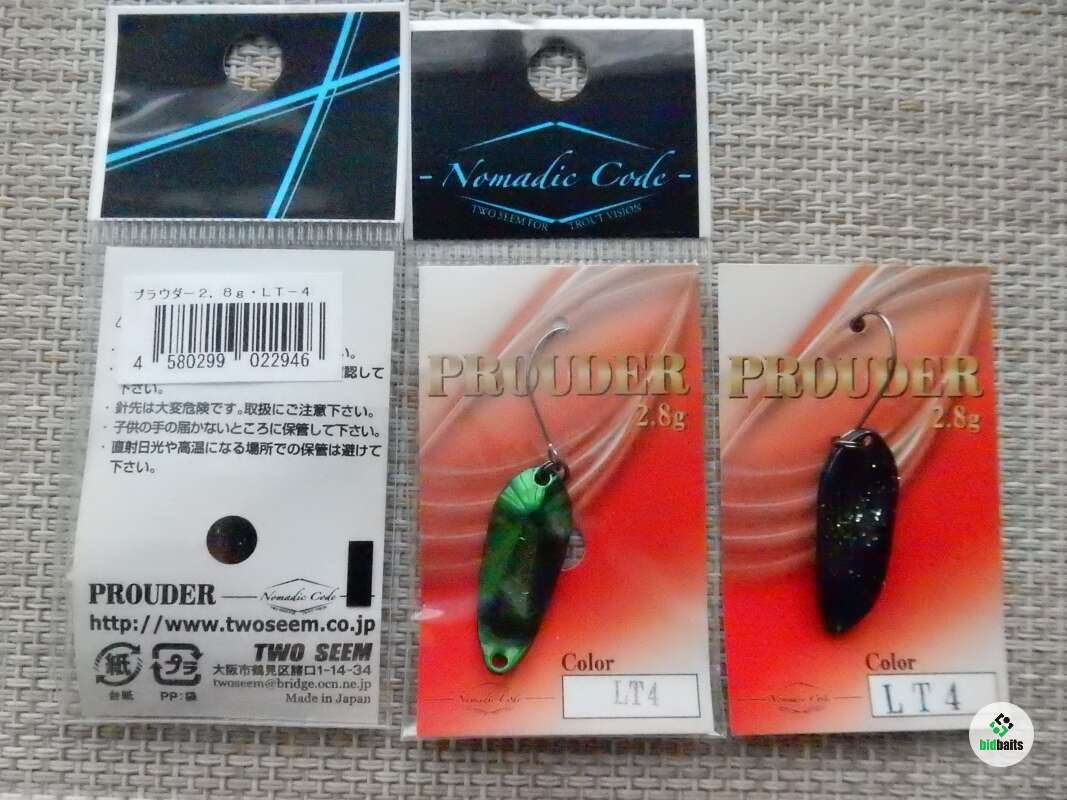 プラウダー2.8g・LT-4
4 580299 022946
い。
認して
下さい。
・針先は大変危険です。取扱にご注意下さい。
・子供の手の届かないところに保管して下さい。
・直射日光や高温になる場所での保管は避けて
下さい。
PROUDER
Nomadic Code
http://www.twoseem.co.jp
紙
台紙
プラ
PP:袋
TWO SEEM
大阪市鶴見区諸口1-14-34
twoseem@bridge.ocn.ne.jp
Made in Japan
- Nomadic Code -
TWO SEEM FOR TROUT VISION
PROUDER
2.8g
Color
LT4
Nomadic Code
PROUDER
2.8g
Color
LT4
Nomadic Code
bidbaits